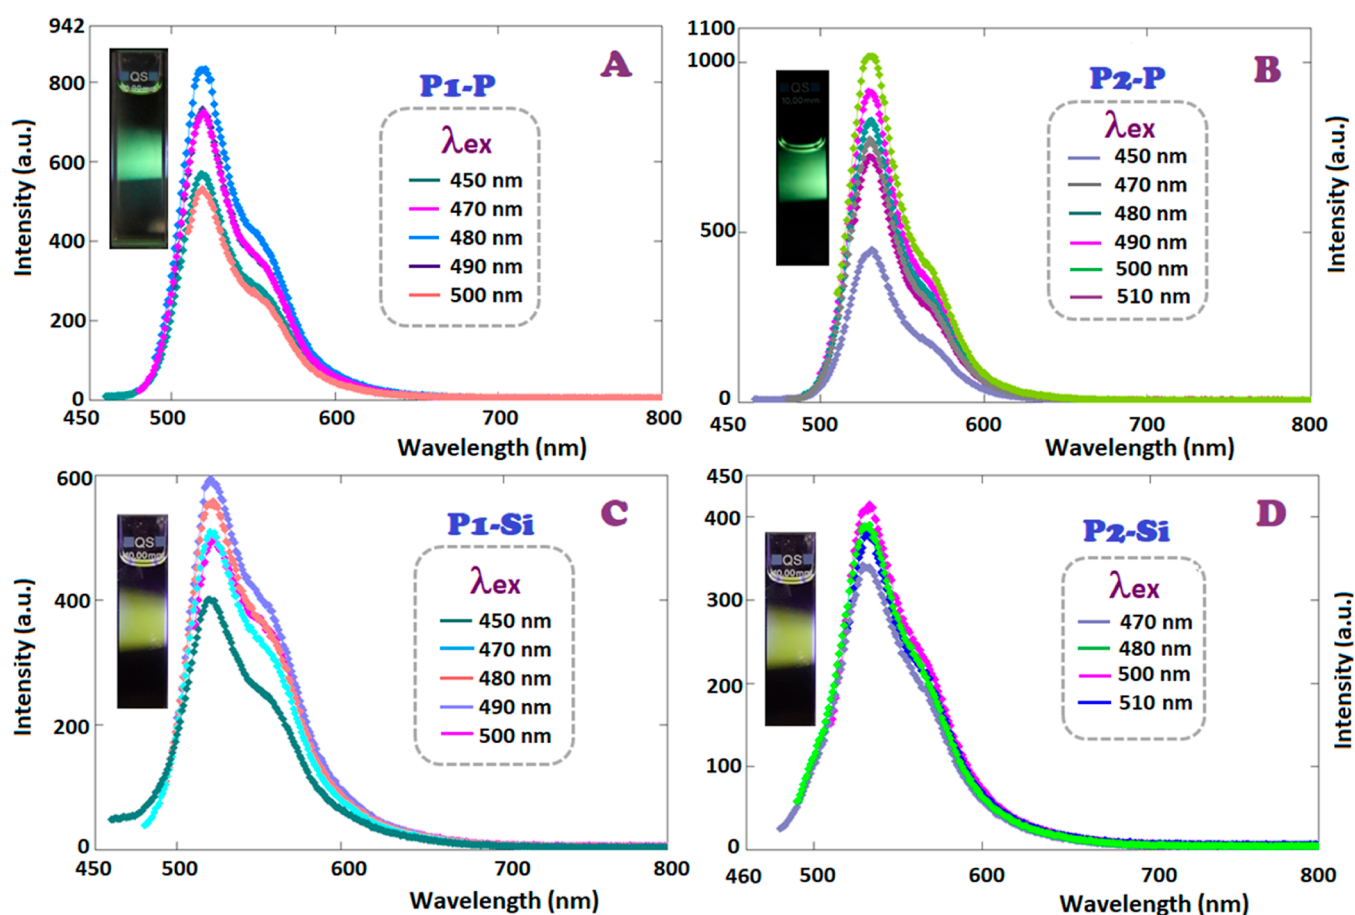 942
800
600
400
200
0
450
500
600
700
800
Wavelength (nm)
Intensity (a.u.)
QS
A
P1-P
λex
450 nm
470 nm
480 nm
490 nm
500 nm
1100
1000
500
0
450
500
600
700
800
Wavelength (nm)
Intensity (a.u.)
QS
10,00mm
B
P2-P
λex
450 nm
470 nm
480 nm
490 nm
500 nm
510 nm
600
400
200
0
450
500
600
700
800
Wavelength (nm)
Intensity (a.u.)
QS
C
P1-Si
λex
450 nm
470 nm
480 nm
490 nm
500 nm
450
400
300
200
100
0
460
500
600
700
800
Wavelength (nm)
Intensity (a.u.)
QS
D
P2-Si
λex
470 nm
480 nm
500 nm
510 nm